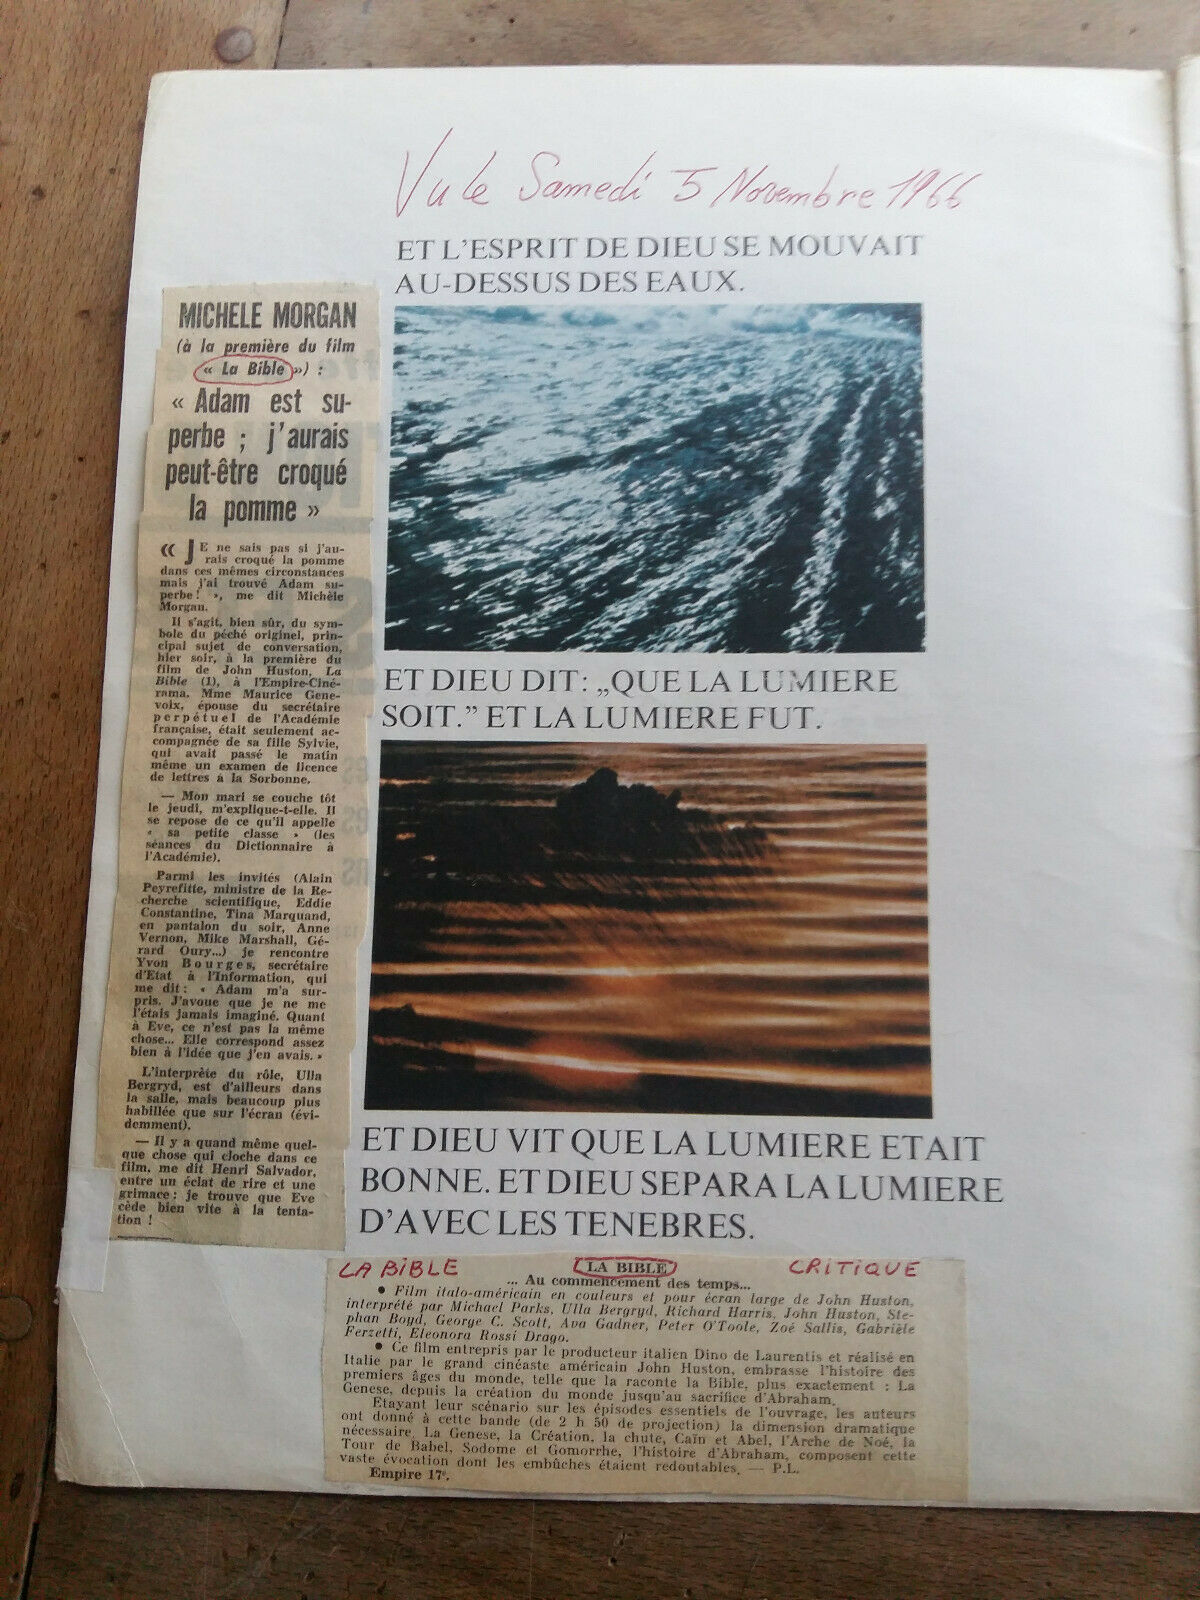 Vu le Samedi 5 Novembre 1966
ET L'ESPRIT DE DIEU SE MOUVAIT
AU-DESSUS DES EAUX.
MICHELE MORGAN
(à la première du film
« La Bible ») :
« Adam est su-
perbe ; j'aurais
peut-être croqué
la pomme »
« JE ne sais pas si j'au-
rais croqué la pomme
dans ces mêmes circonstances
mais j'ai trouvé Adam su-
perbe ! », me dit Michèle
Morgan.
Il s'agit, bien sûr, du sym-
bole du péché originel, prin-
cipal sujet de conversation,
hier soir, à la première du
film de John Huston, La
Bible (1), à l'Empire-Ciné-
rama. Mme Maurice Gene-
voix, épouse du secrétaire
perpétuel de l'Académie
française, était seulement ac-
compagnée de sa fille Sylvie,
qui avait passé le matin
même un examen de licence
de lettres à la Sorbonne.
— Mon mari se couche tôt
le jeudi, m'explique-t-elle. Il
se repose de ce qu'il appelle
« sa petite classe » (les
séances du Dictionnaire à
l'Académie).
Parmi les invités (Alain
Peyrefitte, ministre de la Re-
cherche scientifique, Eddie
Constantine, Tina Marquand,
en pantalon du soir, Anne
Vernon, Mike Marshall, Gé-
rard Oury...) je rencontre
Yvon Bourges, secrétaire
d'Etat à l'Information, qui
me dit : « Adam m'a sur-
pris. J'avoue que je ne me
l'étais jamais imaginé. Quant
à Eve, ce n'est pas la même
chose... Elle correspond assez
bien à l'idée que j'en avais. »
L'interprète du rôle, Ulla
Bergryd, est d'ailleurs dans
la salle, mais beaucoup plus
habillée que sur l'écran (évi-
demment).
— Il y a quand même quel-
que chose qui cloche dans ce
film, me dit Henri Salvador,
entre un éclat de rire et une
grimace : je trouve que Eve
cède bien vite à la tenta-
tion !
ET DIEU DIT: „QUE LA LUMIERE
SOIT.” ET LA LUMIERE FUT.
ET DIEU VIT QUE LA LUMIERE ETAIT
BONNE. ET DIEU SEPARA LA LUMIERE
D'AVEC LES TENEBRES.
LA BIBLE LA BIBLE CRITIQUE
... Au commencement des temps...
• Film italo-américain en couleurs et pour écran large de John Huston,
interprété par Michael Parks, Ulla Bergryd, Richard Harris, John Huston, Ste-
phan Boyd, George C. Scott, Ava Gadner, Peter O'Toole, Zoé Sallis, Gabrièle
Ferzetti, Eleonora Rossi Drago.
• Ce film entrepris par le producteur italien Dino de Laurentis et réalisé en
Italie par le grand cinéaste américain John Huston, embrasse l'histoire des
premiers âges du monde, telle que la raconte la Bible, plus exactement : La
Genese, depuis la création du monde jusqu'au sacrifice d'Abraham.
Etayant leur scénario sur les épisodes essentiels de l'ouvrage, les auteurs
ont donné à cette bande (de 2 h 50 de projection) la dimension dramatique
nécessaire. La Genese, la Création, la chute, Caïn et Abel, l'Arche de Noé, la
Tour de Babel, Sodome et Gomorrhe, l'histoire d'Abraham, composent cette
vaste évocation dont les embûches étaient redoutables. — P.L.
Empire 17e.